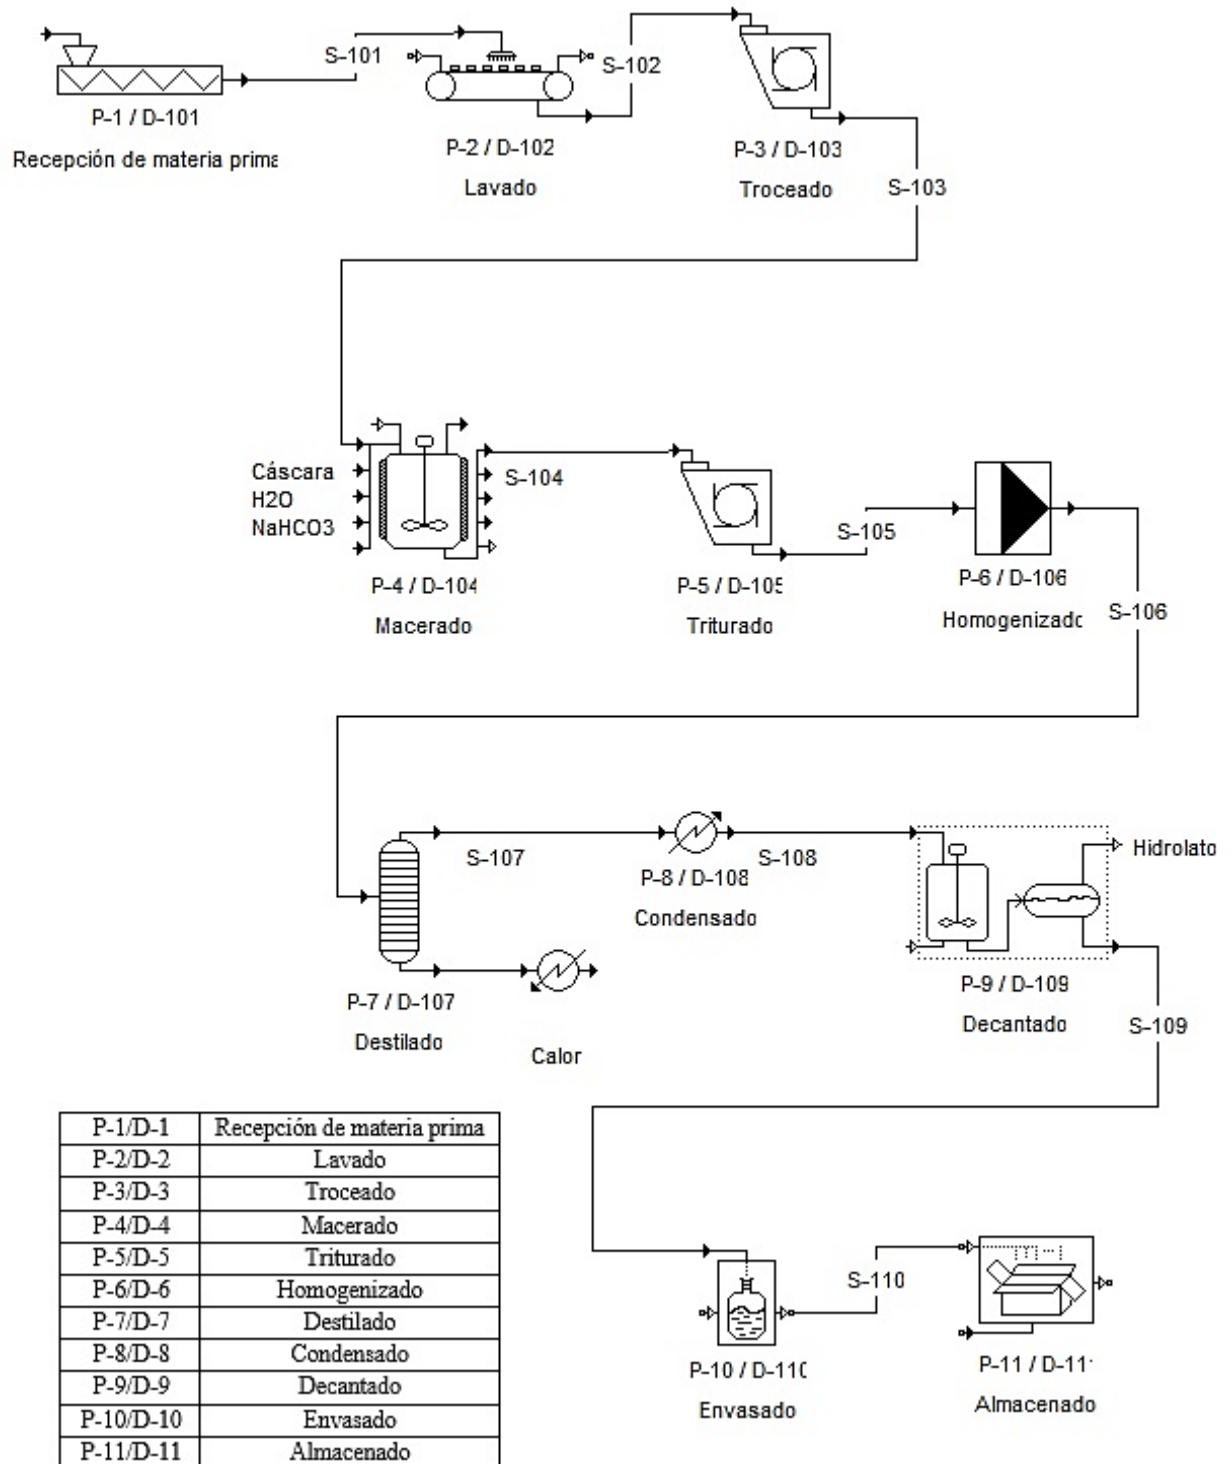 S-101
P-1 / D-101
Recepción de materia prima
S-102
P-2 / D-102
Lavado
P-3 / D-103
Troceado
S-103
Cáscara
H2O
NaHCO3
S-104
P-4 / D-104
Macerado
P-5 / D-105
Triturado
S-105
P-6 / D-106
Homogenizado
S-106
S-107
P-7 / D-107
Destilado
Calor
P-8 / D-108
Condensado
S-108
Hidrolato
P-9 / D-109
Decantado
S-109
P-1/D-1 Recepción de materia prima
P-2/D-2 Lavado
P-3/D-3 Troceado
P-4/D-4 Macerado
P-5/D-5 Triturado
P-6/D-6 Homogenizado
P-7/D-7 Destilado
P-8/D-8 Condensado
P-9/D-9 Decantado
P-10/D-10 Envasado
P-11/D-11 Almacenado
P-10 / D-110
Envasado
S-110
P-11 / D-11
Almacenado